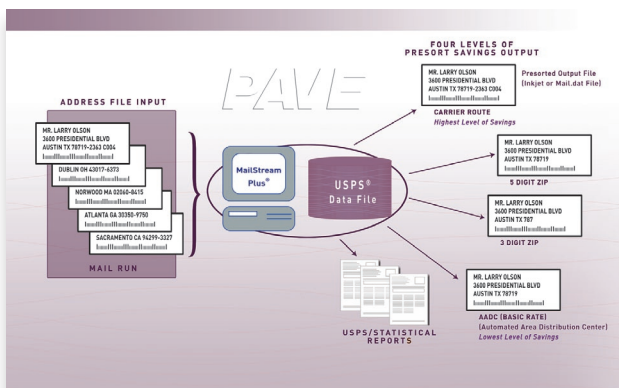 FOUR LEVELS OF
PRESORT SAVINGS OUTPUT
PAVE
ADDRESS FILE INPUT
MR. LARRY OLSON
3600 PRESIDENTIAL BLVD
AUSTIN TX 78719-2363 C004
DUBLIN OH 43017-6373
NORWOOD MA 02060-8415
ATLANTA GA 30350-9750
SACRAMENTO CA 94299-3327
MAIL RUN
MailStream
Plus®
USPS®
Data File
MR. LARRY OLSON
3600 PRESIDENTIAL BLVD
AUSTIN TX 78719-2363 C004
Presorted Output File
(Inkjet or Mail.dat File)
CARRIER ROUTE
Highest Level of Savings
MR. LARRY OLSON
3600 PRESIDENTIAL BLVD
AUSTIN TX 78719
5 DIGIT ZIP
MR. LARRY OLSON
3600 PRESIDENTIAL BLVD
AUSTIN TX 787
3 DIGIT ZIP
MR. LARRY OLSON
3600 PRESIDENTIAL BLVD
AUSTIN TX 78719
AADC (BASIC RATE)
(Automated Area Distribution Center)
Lowest Level of Savings
USPS/STATISTICAL
REPORTS